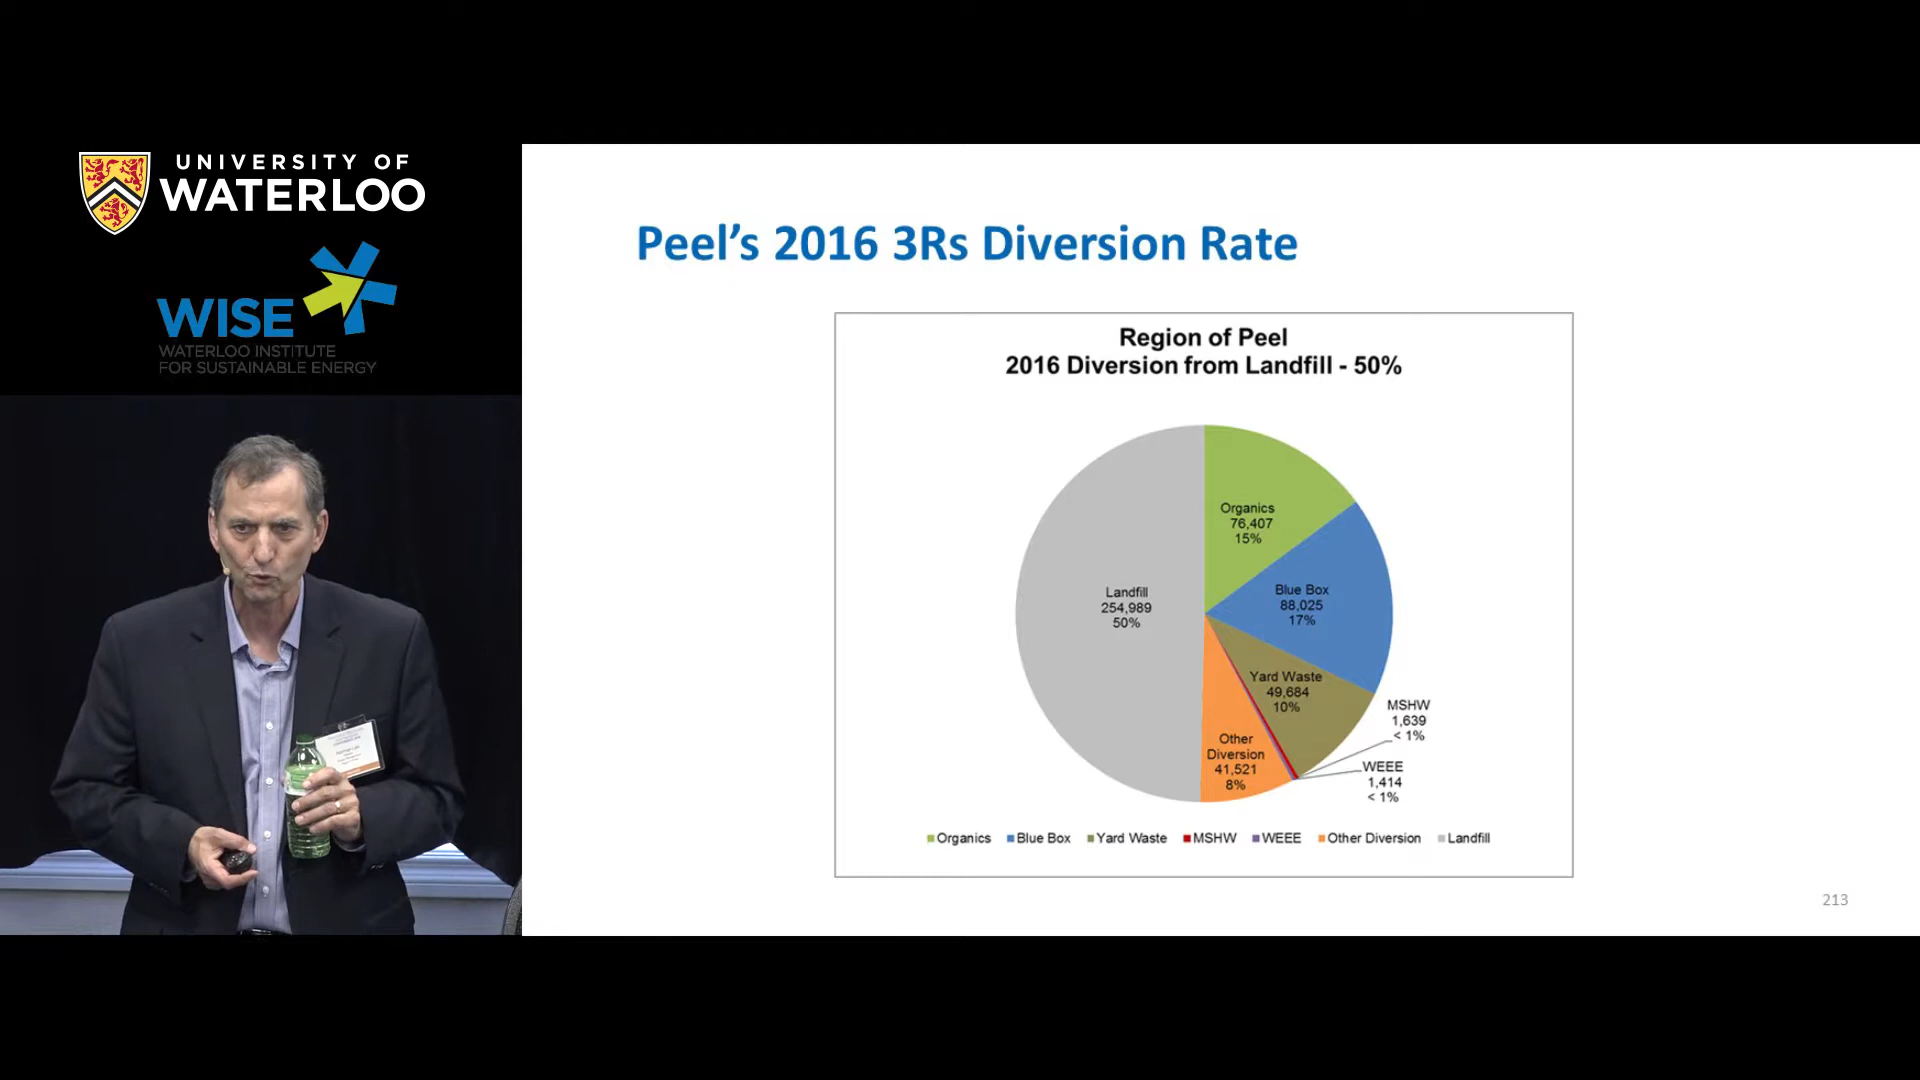 UNIVERSITY OF
WATERLOO
WISE
WATERLOO INSTITUTE
FOR SUSTAINABLE ENERGY
Peel’s 2016 3Rs Diversion Rate
Region of Peel
2016 Diversion from Landfill - 50%
Organics
76,407
15%
Blue Box
88,025
17%
Landfill
254,989
50%
Yard Waste
49,684
10%
MSHW
1,639
< 1%
Other
Diversion
41,521
8%
WEEE
1,414
< 1%
Organics Blue Box Yard Waste MSHW WEEE Other Diversion Landfill
213